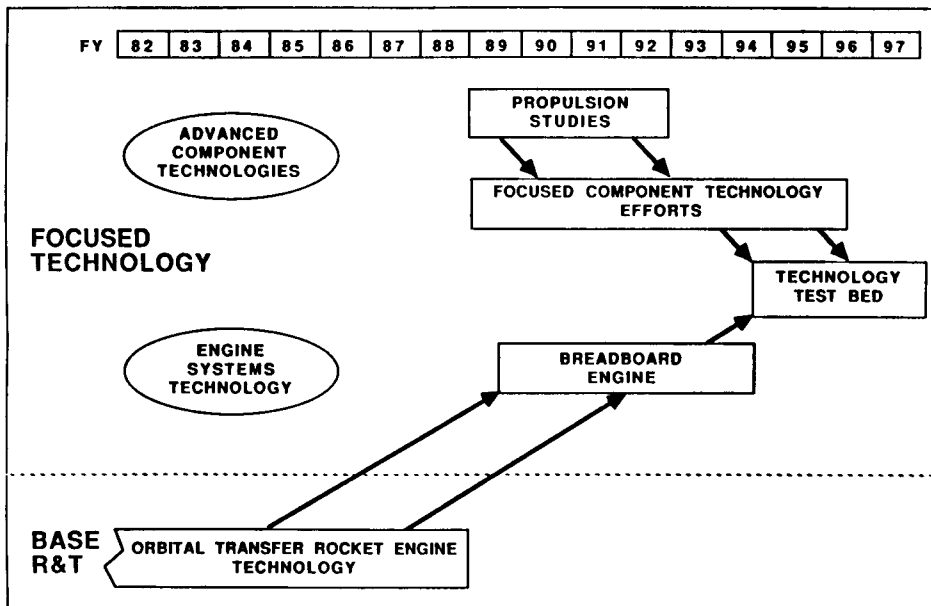 FY 82 83 84 85 86 87 88 89 90 91 92 93 94 95 96 97
PROPULSION
STUDIES
ADVANCED
COMPONENT
TECHNOLOGIES
FOCUSED COMPONENT TECHNOLOGY
EFFORTS
FOCUSED
TECHNOLOGY
TECHNOLOGY
TEST BED
ENGINE
SYSTEMS
TECHNOLOGY
BREADBOARD
ENGINE
BASE
R&T
ORBITAL TRANSFER ROCKET ENGINE
TECHNOLOGY